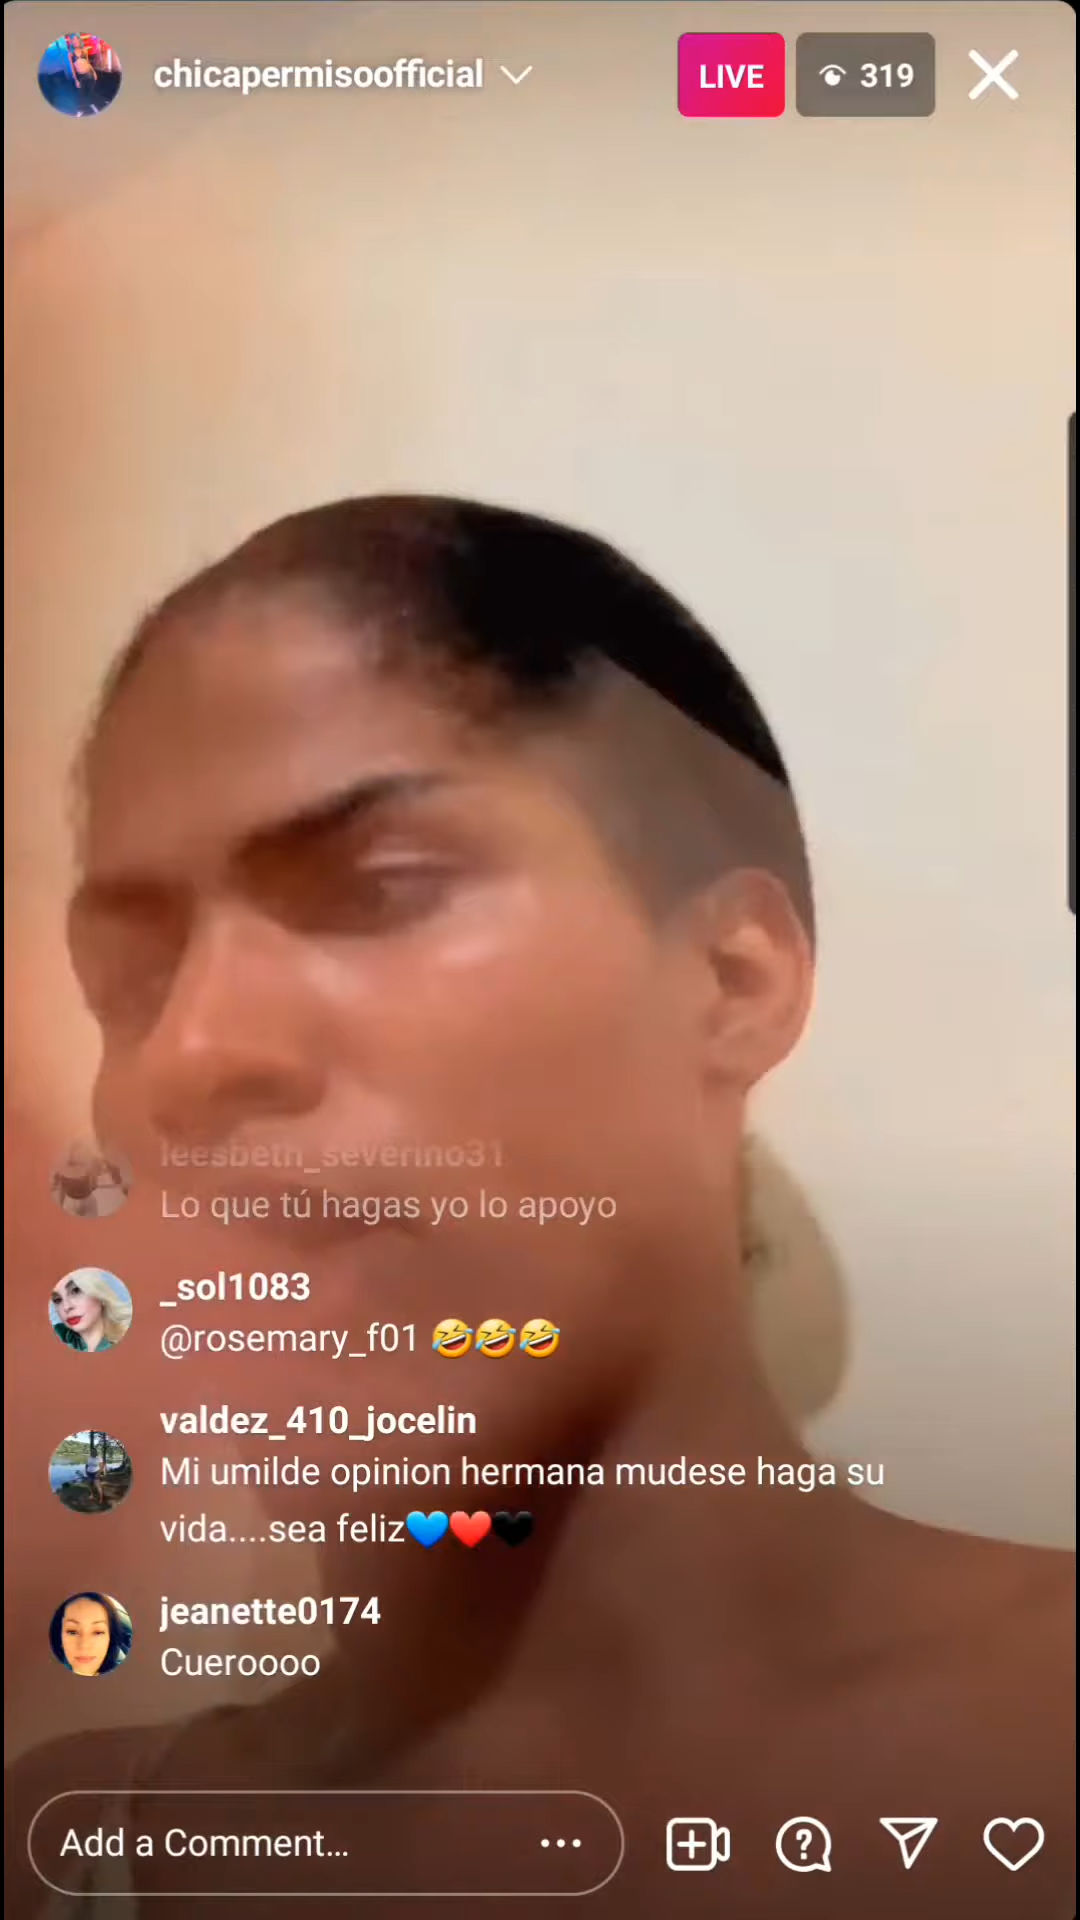 chicapermisoofficial
LIVE
319
leesbeth_severino31
Lo que tú hagas yo lo apoyo
_sol1083
@rosemary_f01 🤣🤣🤣
valdez_410_jocelin
Mi umilde opinion hermana mudese haga su
vida....sea feliz💙❤️🖤
jeanette0174
Cueroooo
Add a Comment...